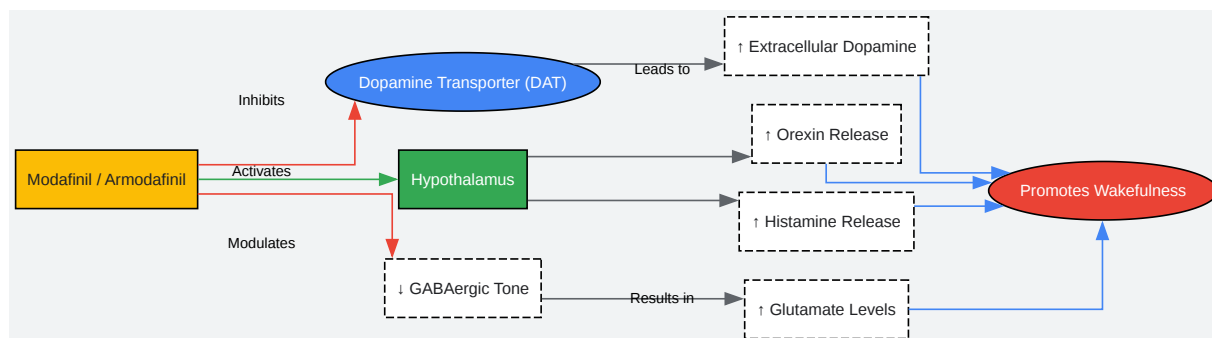 ↑ Extracellular Dopamine
Leads to
Dopamine Transporter (DAT)
Inhibits
↑ Orexin Release
Modafinil / Armodafinil
Activates
Hypothalamus
Promotes Wakefulness
↑ Histamine Release
Modulates
↓ GABAergic Tone
Results in
↑ Glutamate Levels